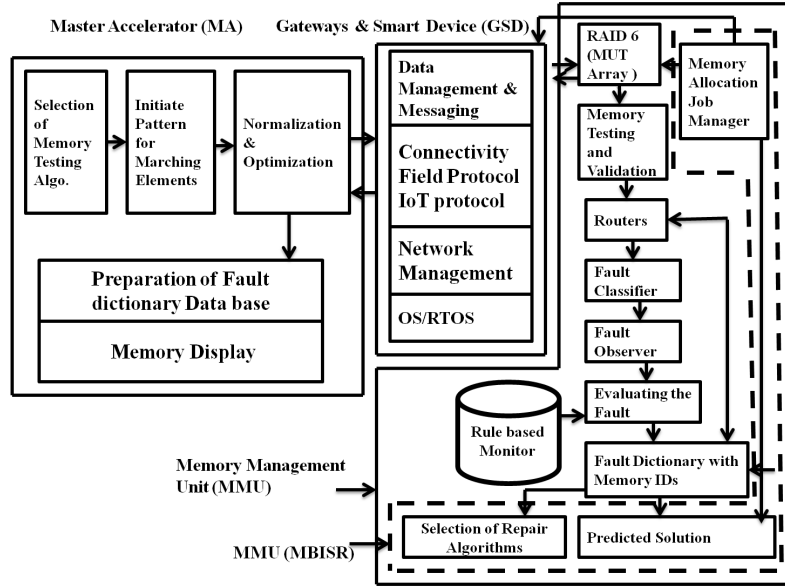 Master Accelerator (MA)
Gateways & Smart Device (GSD)
Selection
of
Memory
Testing
Algo.
Initiate
Pattern
for
Marching
Elements
Normalization
&
Optimization
Preparation of Fault
dictionary Data base
Memory Display
Data
Management &
Messaging
Connectivity
Field Protocol
IoT protocol
Network
Management
OS/RTOS
RAID 6
(MUT
Array )
Memory
Allocation
Job
Manager
Memory
Testing
and
Validation
Routers
Fault
Classifier
Fault
Observer
Evaluating the
Fault
Rule based
Monitor
Fault Dictionary with
Memory IDs
Memory Management
Unit (MMU)
Selection of Repair
Algorithms
Predicted Solution
MMU (MBISR)